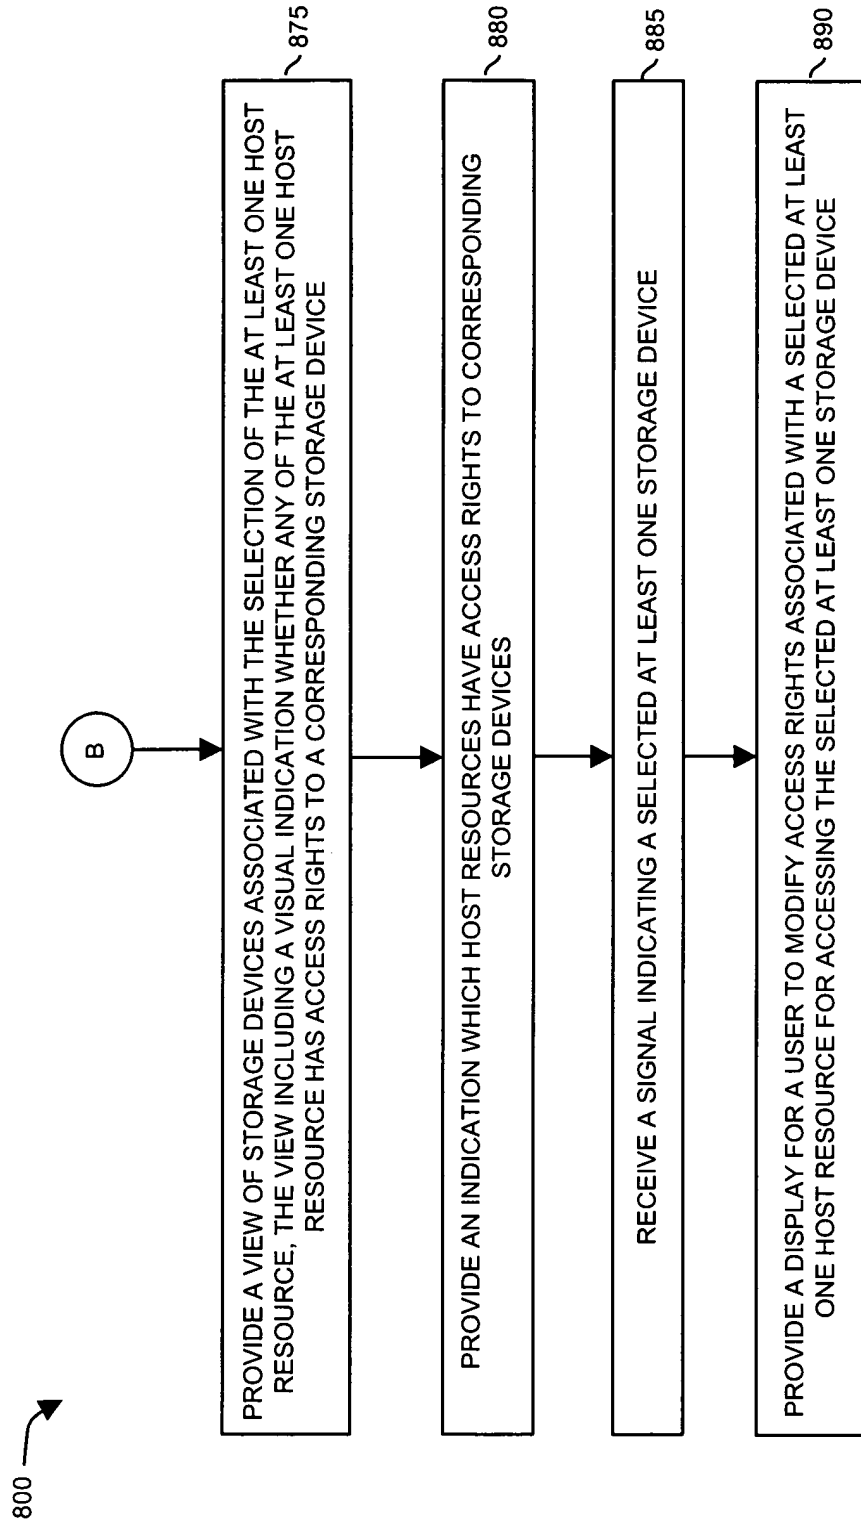 800
B
PROVIDE A VIEW OF STORAGE DEVICES ASSOCIATED WITH THE SELECTION OF THE AT LEAST ONE HOST
RESOURCE, THE VIEW INCLUDING A VISUAL INDICATION WHETHER ANY OF THE AT LEAST ONE HOST
RESOURCE HAS ACCESS RIGHTS TO A CORRESPONDING STORAGE DEVICE
875
PROVIDE AN INDICATION WHICH HOST RESOURCES HAVE ACCESS RIGHTS TO CORRESPONDING
STORAGE DEVICES
880
RECEIVE A SIGNAL INDICATING A SELECTED AT LEAST ONE STORAGE DEVICE
885
PROVIDE A DISPLAY FOR A USER TO MODIFY ACCESS RIGHTS ASSOCIATED WITH A SELECTED AT LEAST
ONE HOST RESOURCE FOR ACCESSING THE SELECTED AT LEAST ONE STORAGE DEVICE
890